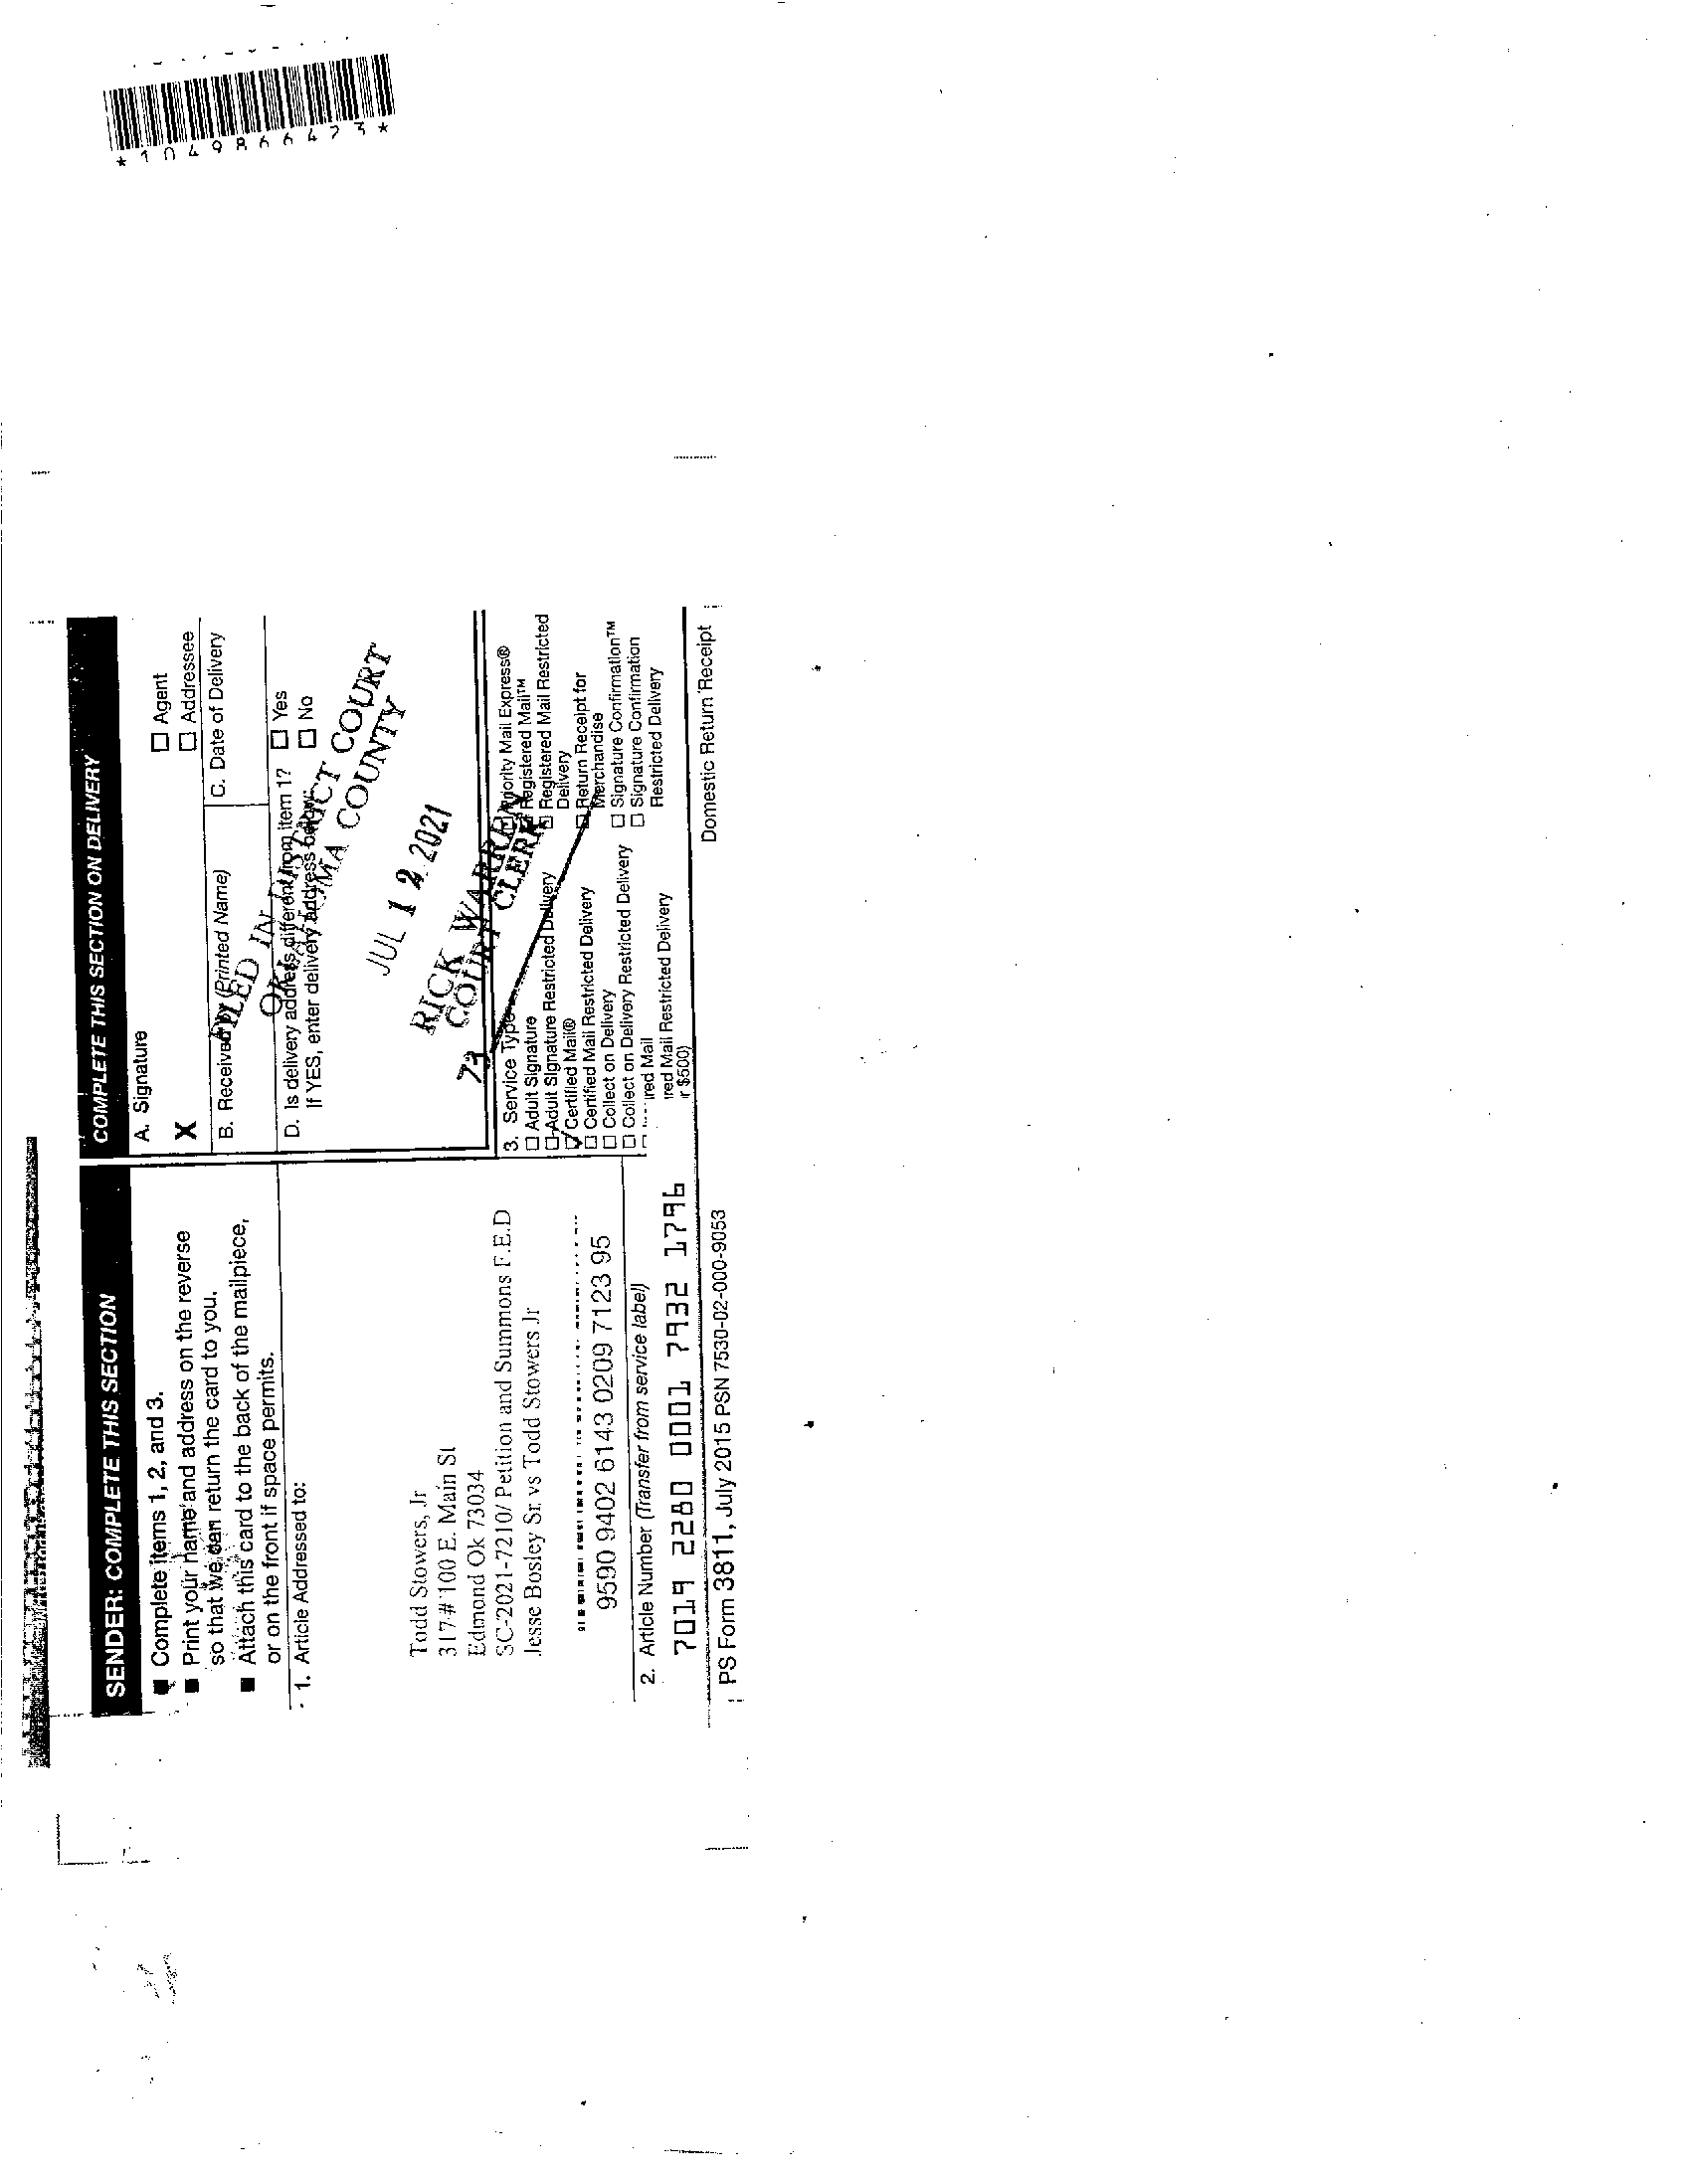 *1049866473*
SENDER: COMPLETE THIS SECTION
■ Complete items 1, 2, and 3.
■ Print your name and address on the reverse
so that we can return the card to you.
■ Attach this card to the back of the mailpiece,
or on the front if space permits.
1. Article Addressed to:
Todd Stowers, Jr
317 # 100 E. Main St
Edmond Ok 73034
SC-2021-7210/ Petition and Summons F.E.D
Jesse Bosley Sr vs Todd Stowers Jr
9590 9402 6143 0209 7123 95
2. Article Number (Transfer from service label)
7019 2280 0001 7932 1796
COMPLETE THIS SECTION ON DELIVERY
A. Signature
X
☐ Agent
☐ Addressee
B. Received by (Printed Name)
C. Date of Delivery
D. Is delivery address different from item 1? ☐ Yes
If YES, enter delivery address below: ☐ No
FILED IN DISTRICT COURT
OKLAHOMA COUNTY
JUL 12 2021
RICK WARREN
COURT CLERK
73
3. Service Type
☐ Adult Signature
☐ Adult Signature Restricted Delivery
☑ Certified Mail®
☐ Certified Mail Restricted Delivery
☐ Collect on Delivery
☐ Collect on Delivery Restricted Delivery
red Mail
red Mail Restricted Delivery
r $500)
☐ Priority Mail Express®
☐ Registered Mail™
☐ Registered Mail Restricted
Delivery
☐ Return Receipt for
Merchandise
☐ Signature Confirmation™
☐ Signature Confirmation
Restricted Delivery
PS Form 3811, July 2015 PSN 7530-02-000-9053
Domestic Return Receipt